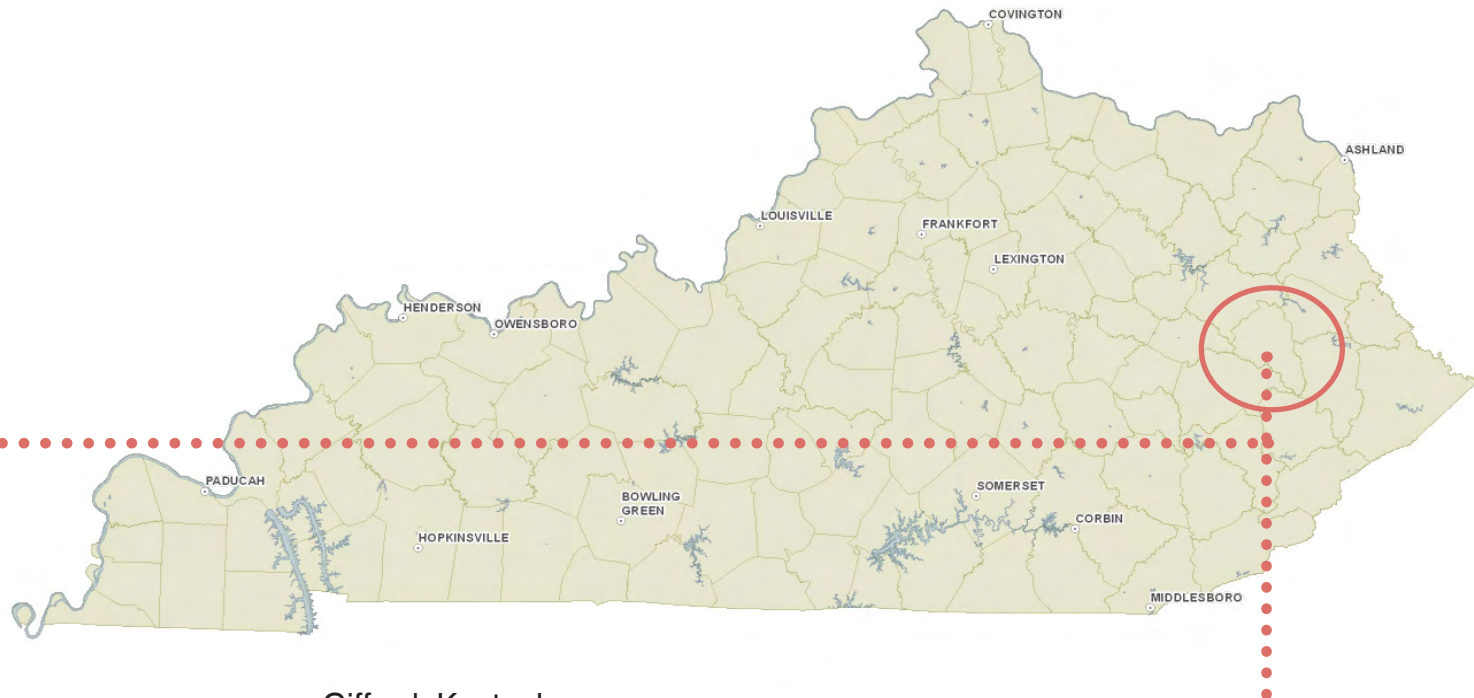 COVINGTON
ASHLAND
LOUISVILLE
FRANKFORT
LEXINGTON
HENDERSON
OWENSBORO
PADUCAH
BOWLING
GREEN
SOMERSET
CORBIN
HOPKINSVILLE
MIDDLESBORO